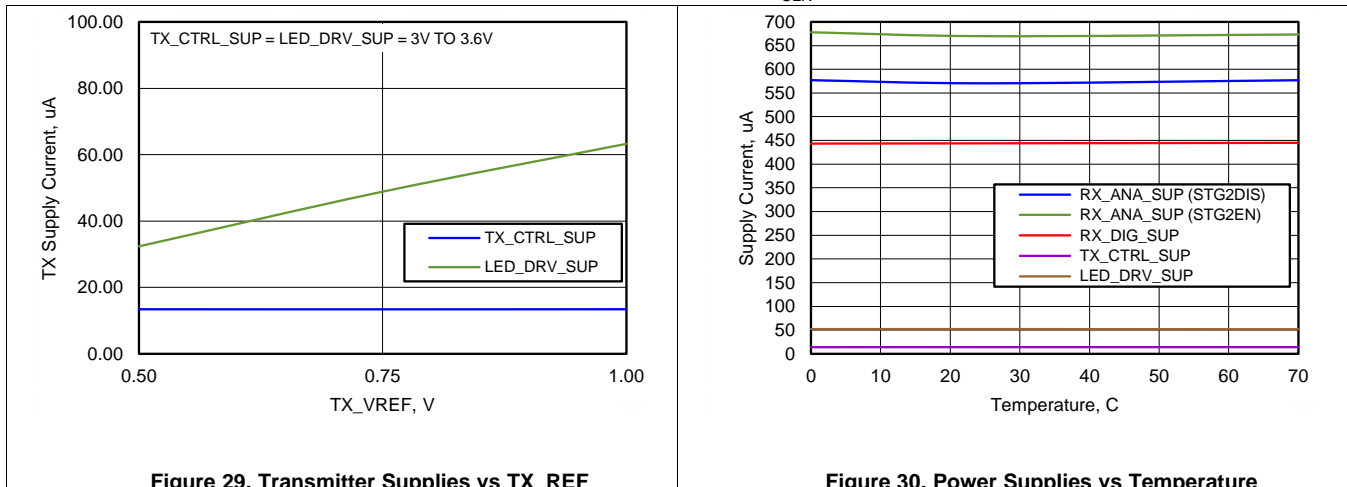 TX_CTRL_SUP = LED_DRV_SUP = 3V TO 3.6V
100.00
80.00
60.00
40.00
20.00
0.00
TX Supply Current, uA
TX_CTRL_SUP
LED_DRV_SUP
0.50
0.75
1.00
TX_VREF, V
Figure 29. Transmitter Supplies vs TX_REF
700
650
600
550
500
450
400
350
300
250
200
150
100
50
0
Supply Current, uA
RX_ANA_SUP (STG2DIS)
RX_ANA_SUP (STG2EN)
RX_DIG_SUP
TX_CTRL_SUP
LED_DRV_SUP
0 10 20 30 40 50 60 70
Temperature, C
Figure 30. Power Supplies vs Temperature